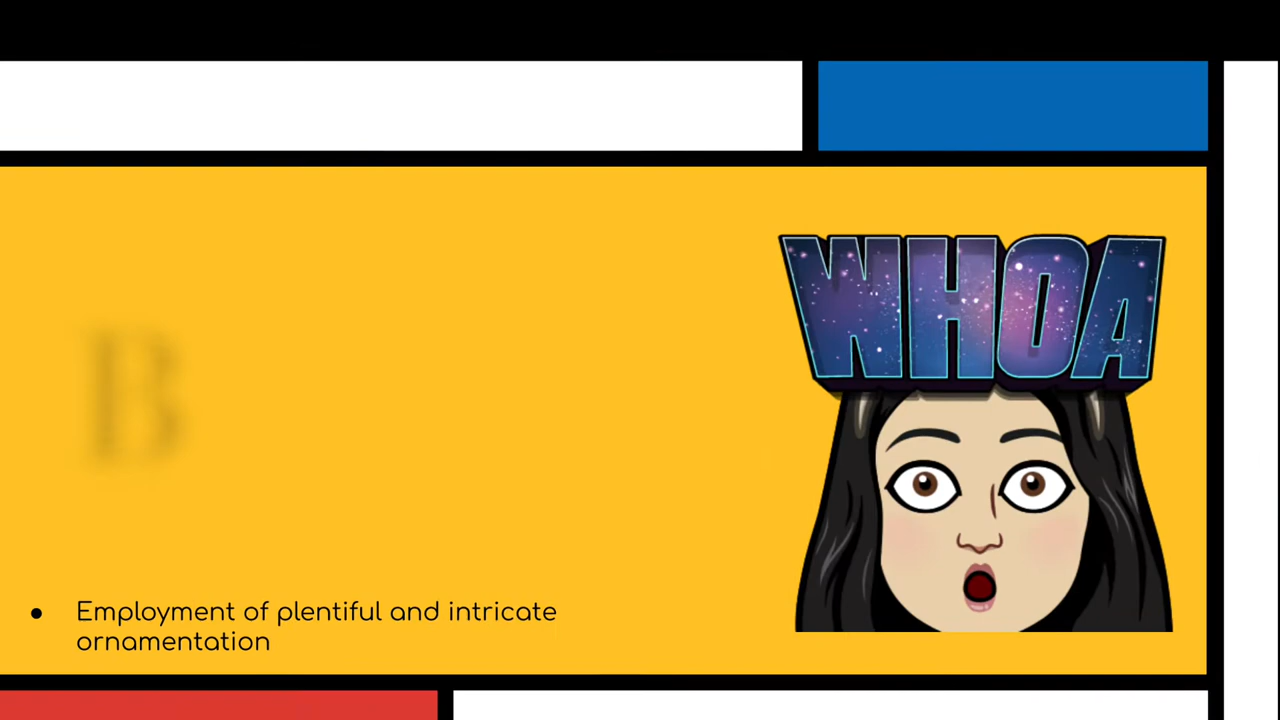 WHOA
B
● Employment of plentiful and intricate
ornamentation